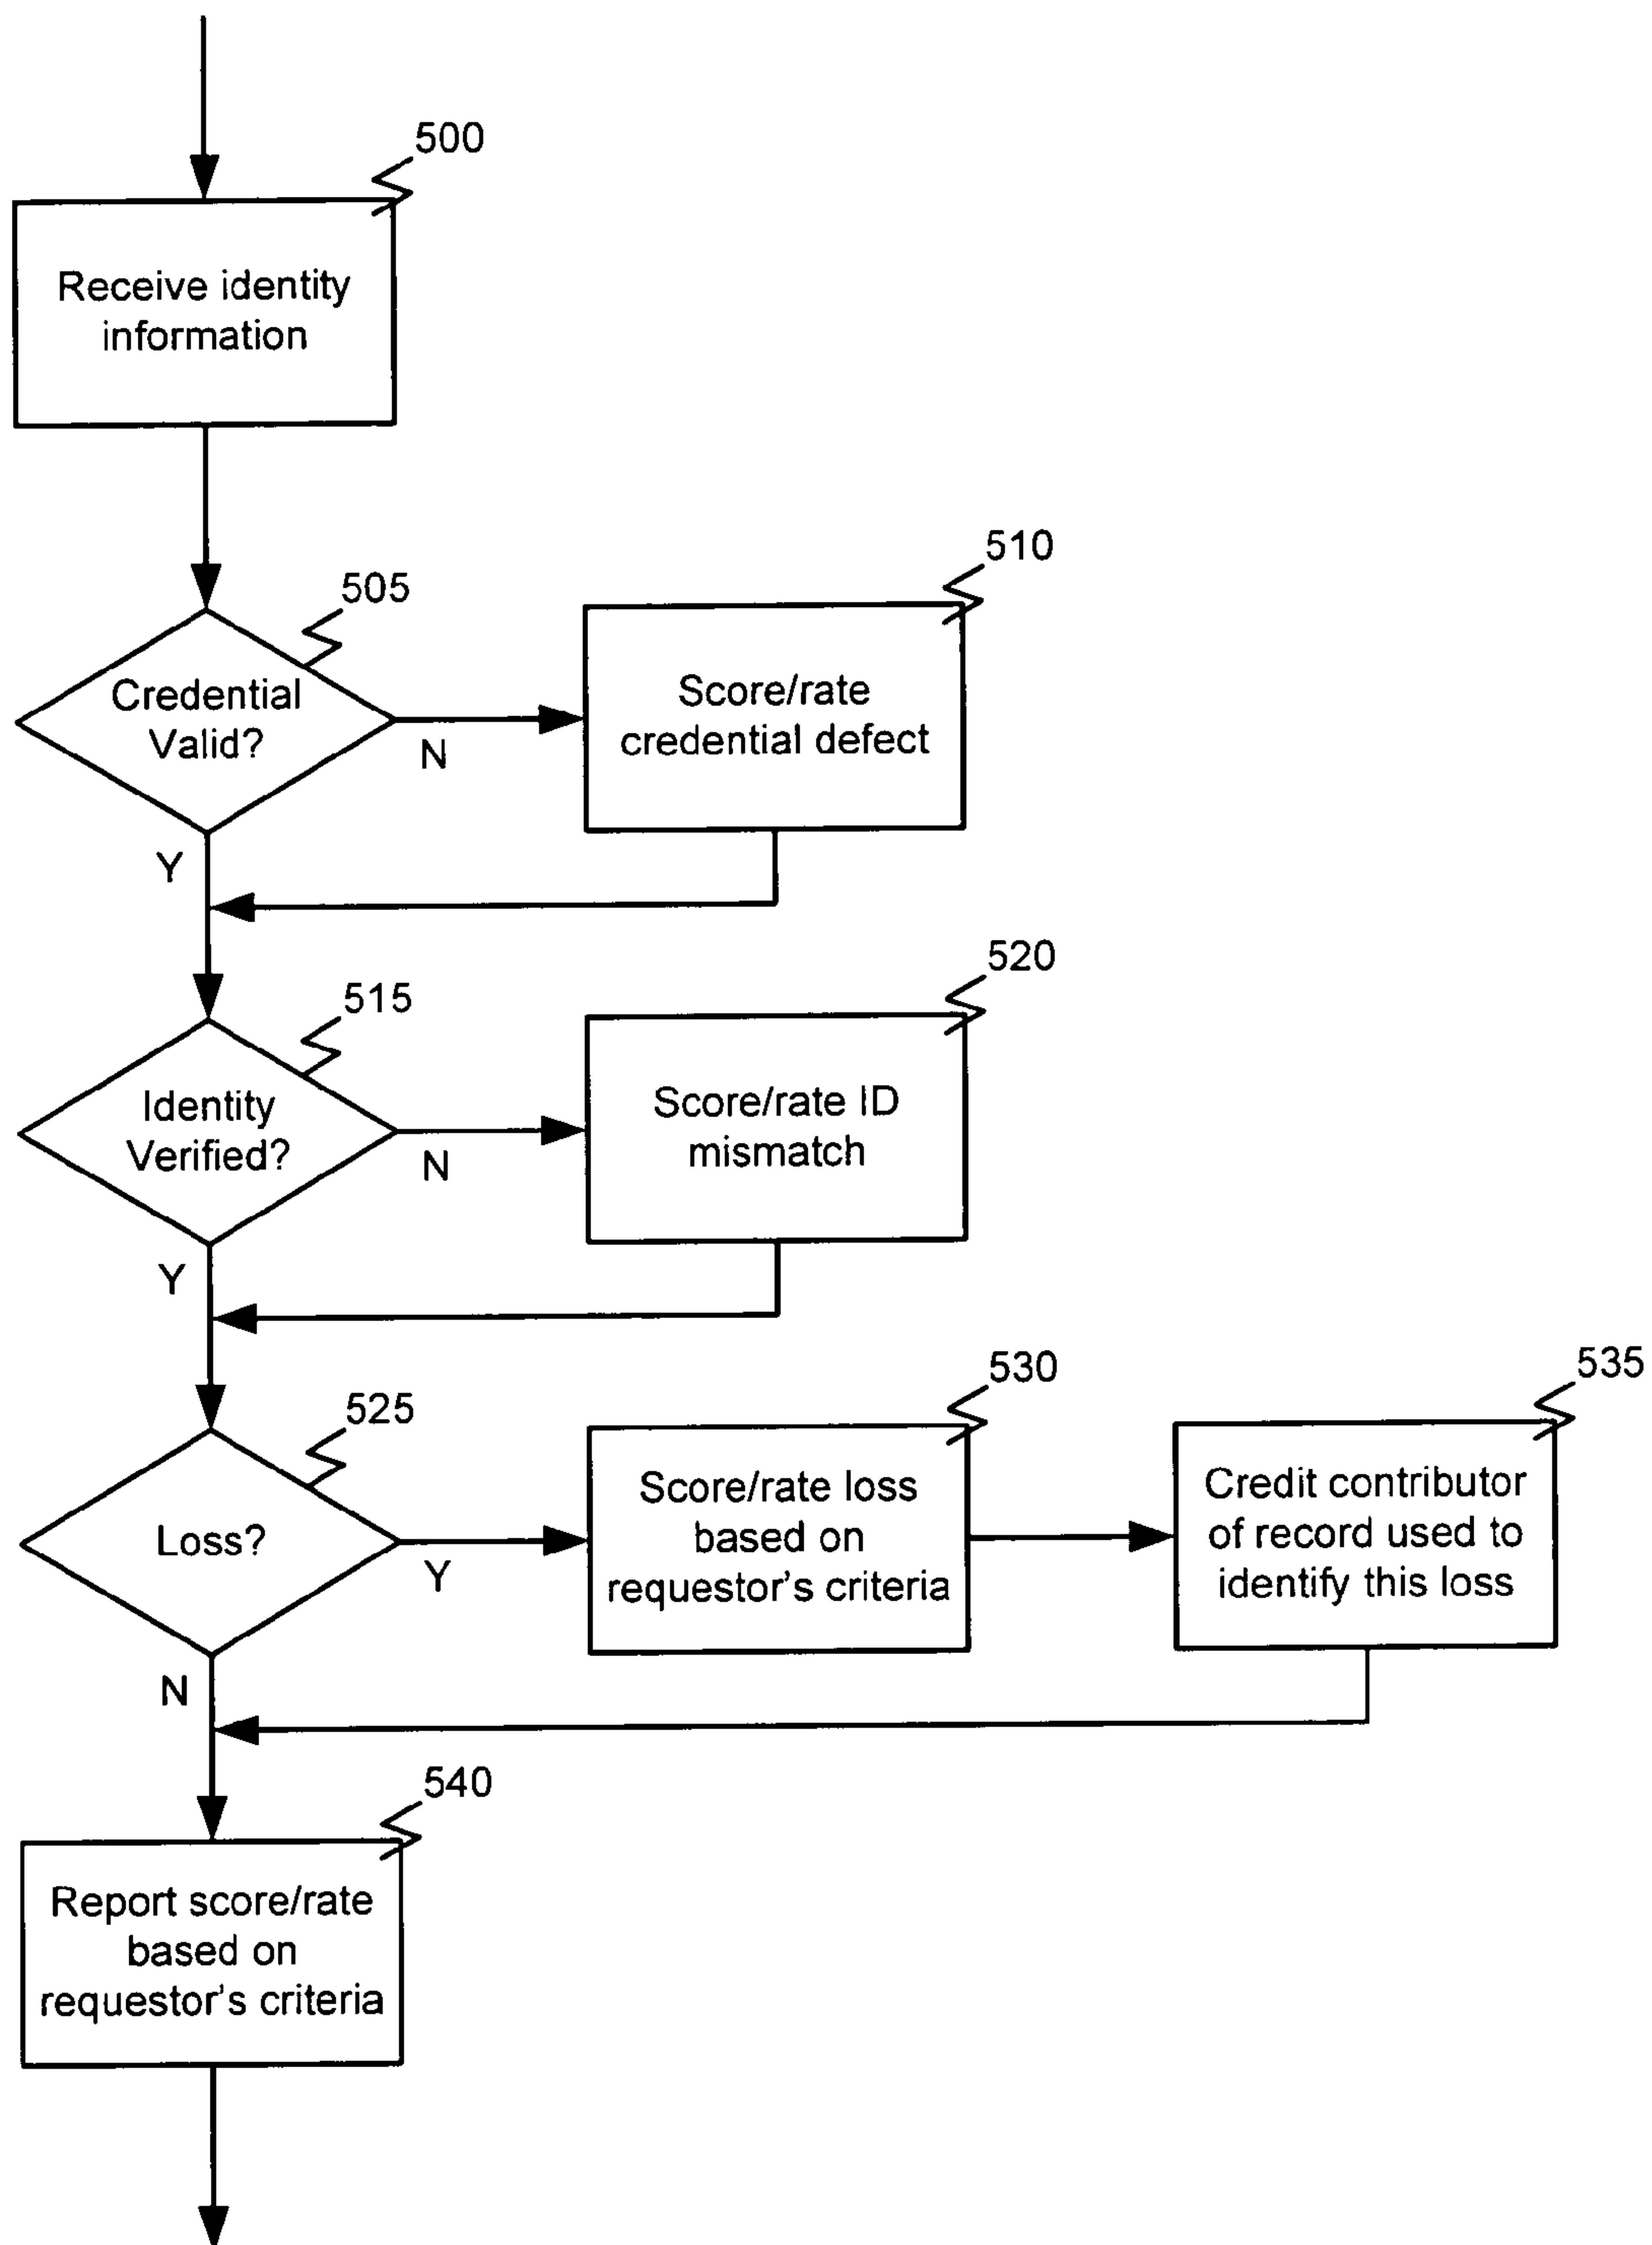 500
Receive identity
information
505
Credential
Valid?
N
Y
510
Score/rate
credential defect
515
Identity
Verified?
N
Y
520
Score/rate ID
mismatch
525
Loss?
Y
N
530
Score/rate loss
based on
requestor's criteria
535
Credit contributor
of record used to
identify this loss
540
Report score/rate
based on
requestor's criteria